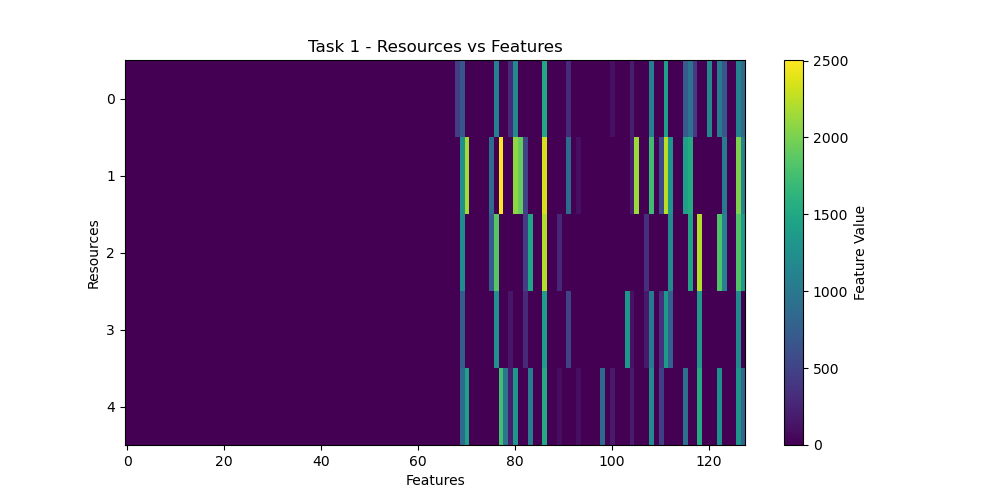 Task 1 - Resources vs Features
Resources
0
1
2
3
4
0 20 40 60 80 100 120
Features
2500
2000
1500
1000
500
0
Feature Value